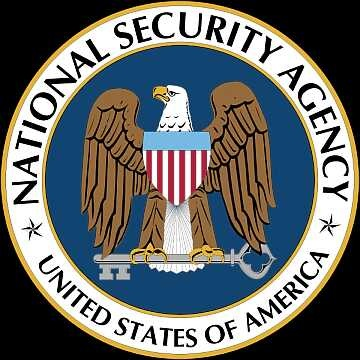 NATIONAL SECURITY AGENCY
UNITED STATES OF AMERICA